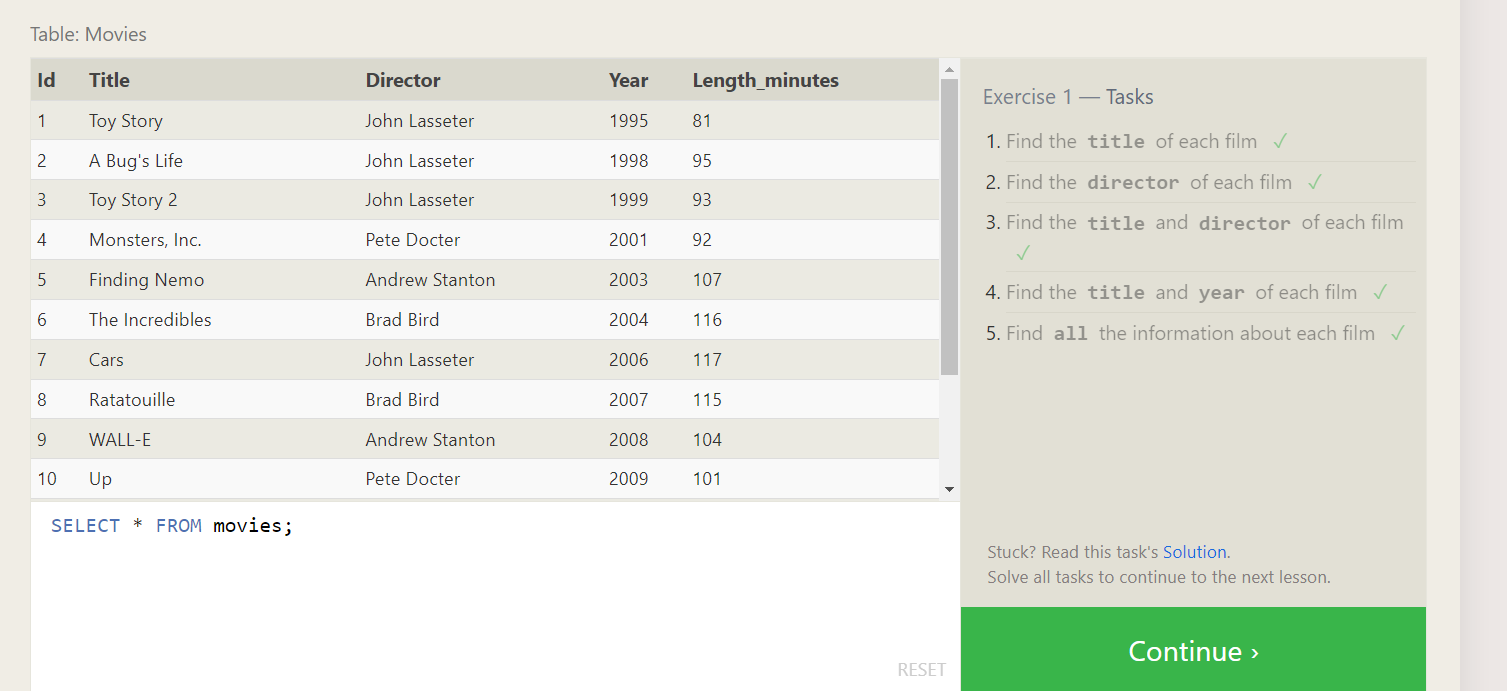 Table: Movies
Id Title Director Year Length_minutes
1 Toy Story John Lasseter 1995 81
2 A Bug's Life John Lasseter 1998 95
3 Toy Story 2 John Lasseter 1999 93
4 Monsters, Inc. Pete Docter 2001 92
5 Finding Nemo Andrew Stanton 2003 107
6 The Incredibles Brad Bird 2004 116
7 Cars John Lasseter 2006 117
8 Ratatouille Brad Bird 2007 115
9 WALL-E Andrew Stanton 2008 104
10 Up Pete Docter 2009 101
SELECT * FROM movies;
RESET
Exercise 1 — Tasks
1. Find the title of each film ✓
2. Find the director of each film ✓
3. Find the title and director of each film
✓
4. Find the title and year of each film ✓
5. Find all the information about each film ✓
Stuck? Read this task's Solution.
Solve all tasks to continue to the next lesson.
Continue ›